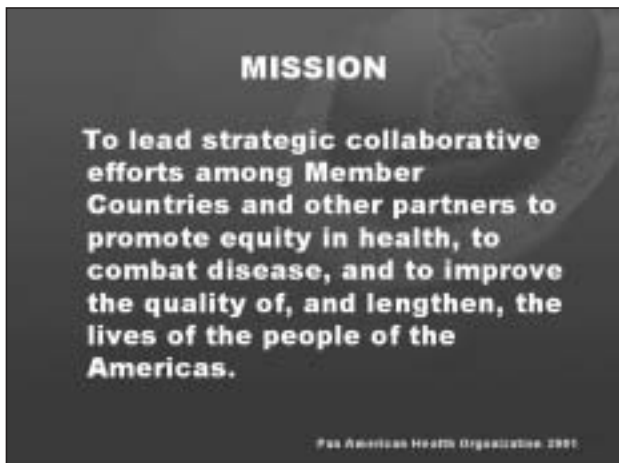 MISSION
To lead strategic collaborative
efforts among Member
Countries and other partners to
promote equity in health, to
combat disease, and to improve
the quality of, and lengthen, the
lives of the people of the
Americas.
Pan American Health Organization 2001